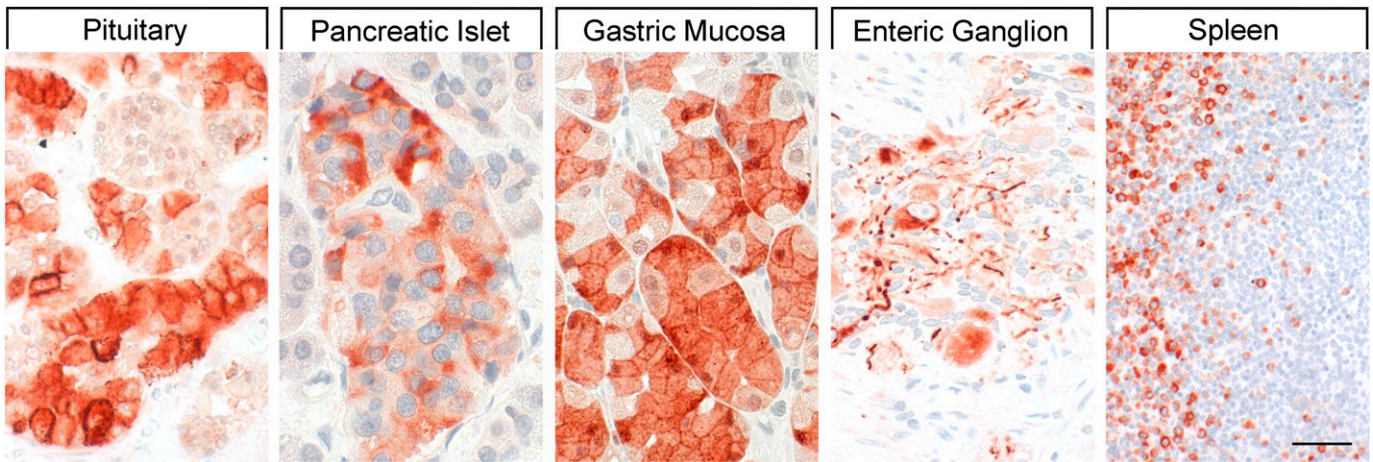 Pituitary
Pancreatic Islet
Gastric Mucosa
Enteric Ganglion
Spleen